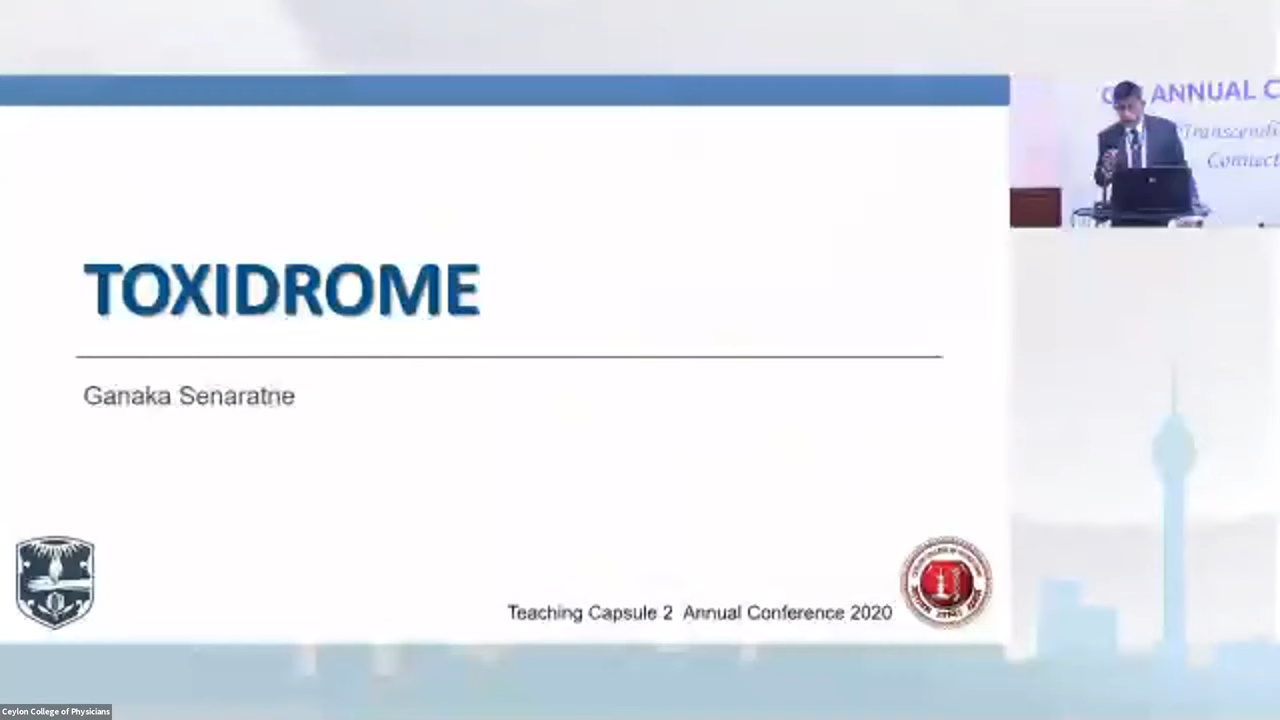 TOXIDROME
Ganaka Senaratne
Teaching Capsule 2 Annual Conference 2020
ANNUAL C
Connect
Ceylon College of Physicians